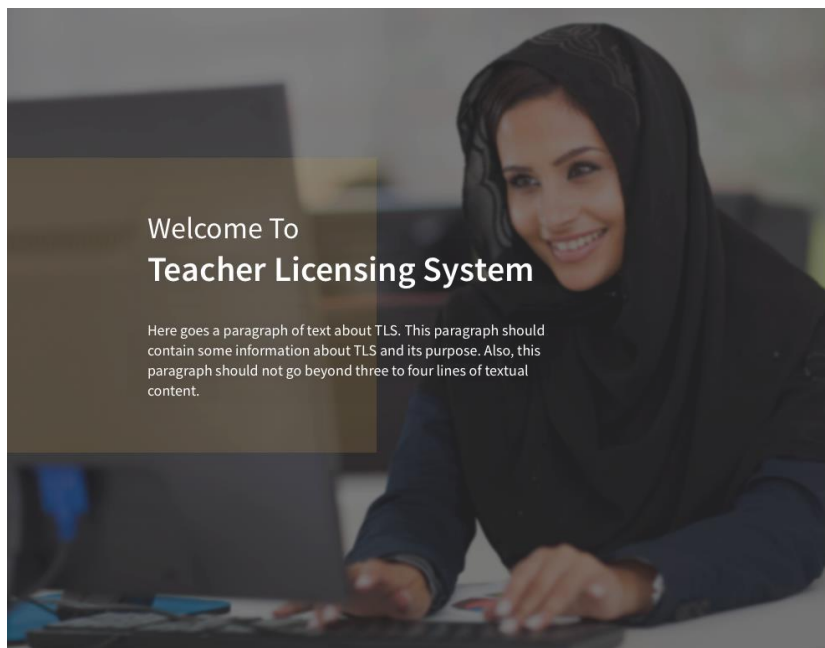 Welcome To
Teacher Licensing System
Here goes a paragraph of text about TLS. This paragraph should
contain some information about TLS and its purpose. Also, this
paragraph should not go beyond three to four lines of textual
content.